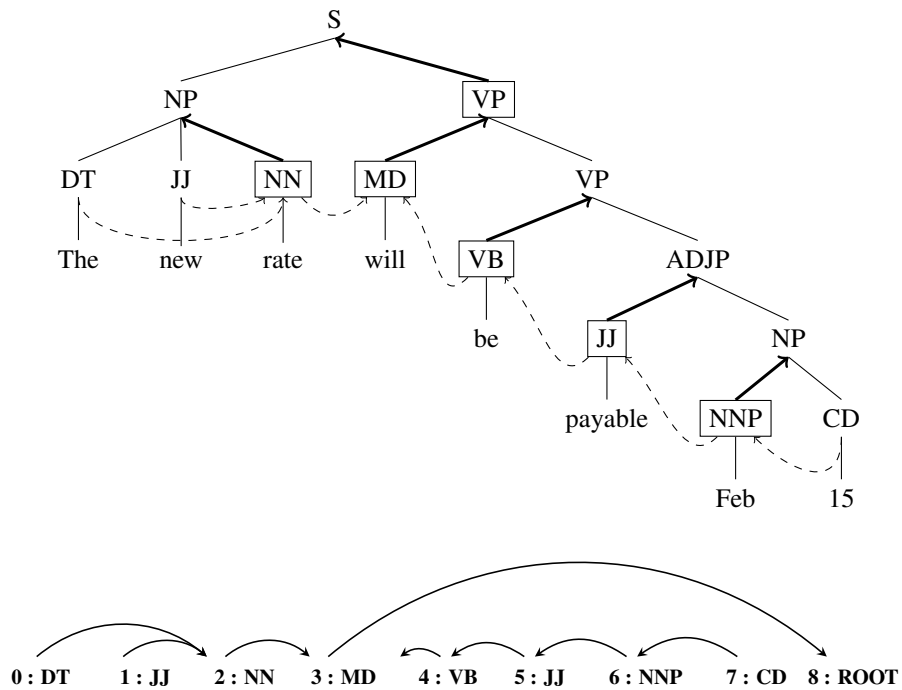 S
NP VP
DT JJ NN MD VP
The new rate will VB ADJP
be JJ NP
payable NNP CD
Feb 15
0 : DT 1 : JJ 2 : NN 3 : MD 4 : VB 5 : JJ 6 : NNP 7 : CD 8 : ROOT